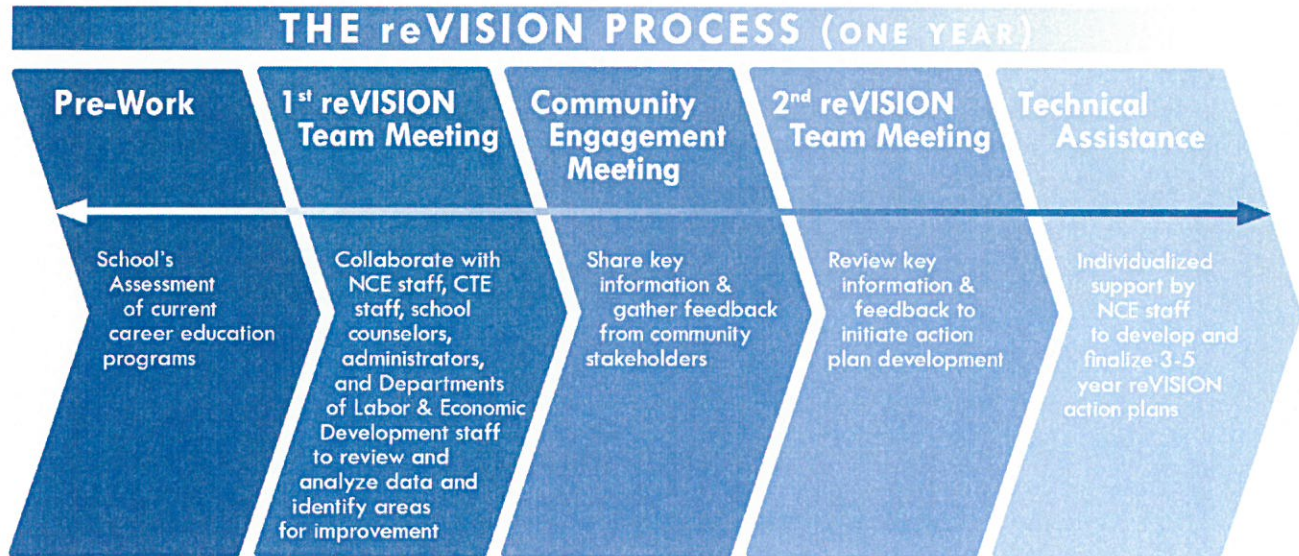 THE reVISION PROCESS (ONE YEAR)
Pre-Work
School's
Assessment
of current
career education
programs
1st reVISION
Team Meeting
Collaborate with
NCE staff, CTE
staff, school
counselors,
administrators,
and Departments
of Labor & Economic
Development staff
to review and
analyze data and
identify areas
for improvement
Community
Engagement
Meeting
Share key
information &
gather feedback
from community
stakeholders
2nd reVISION
Team Meeting
Review key
information &
feedback to
initiate action
plan development
Technical
Assistance
Individualized
support by
NCE staff
to develop and
finalize 3-5
year reVISION
action plans